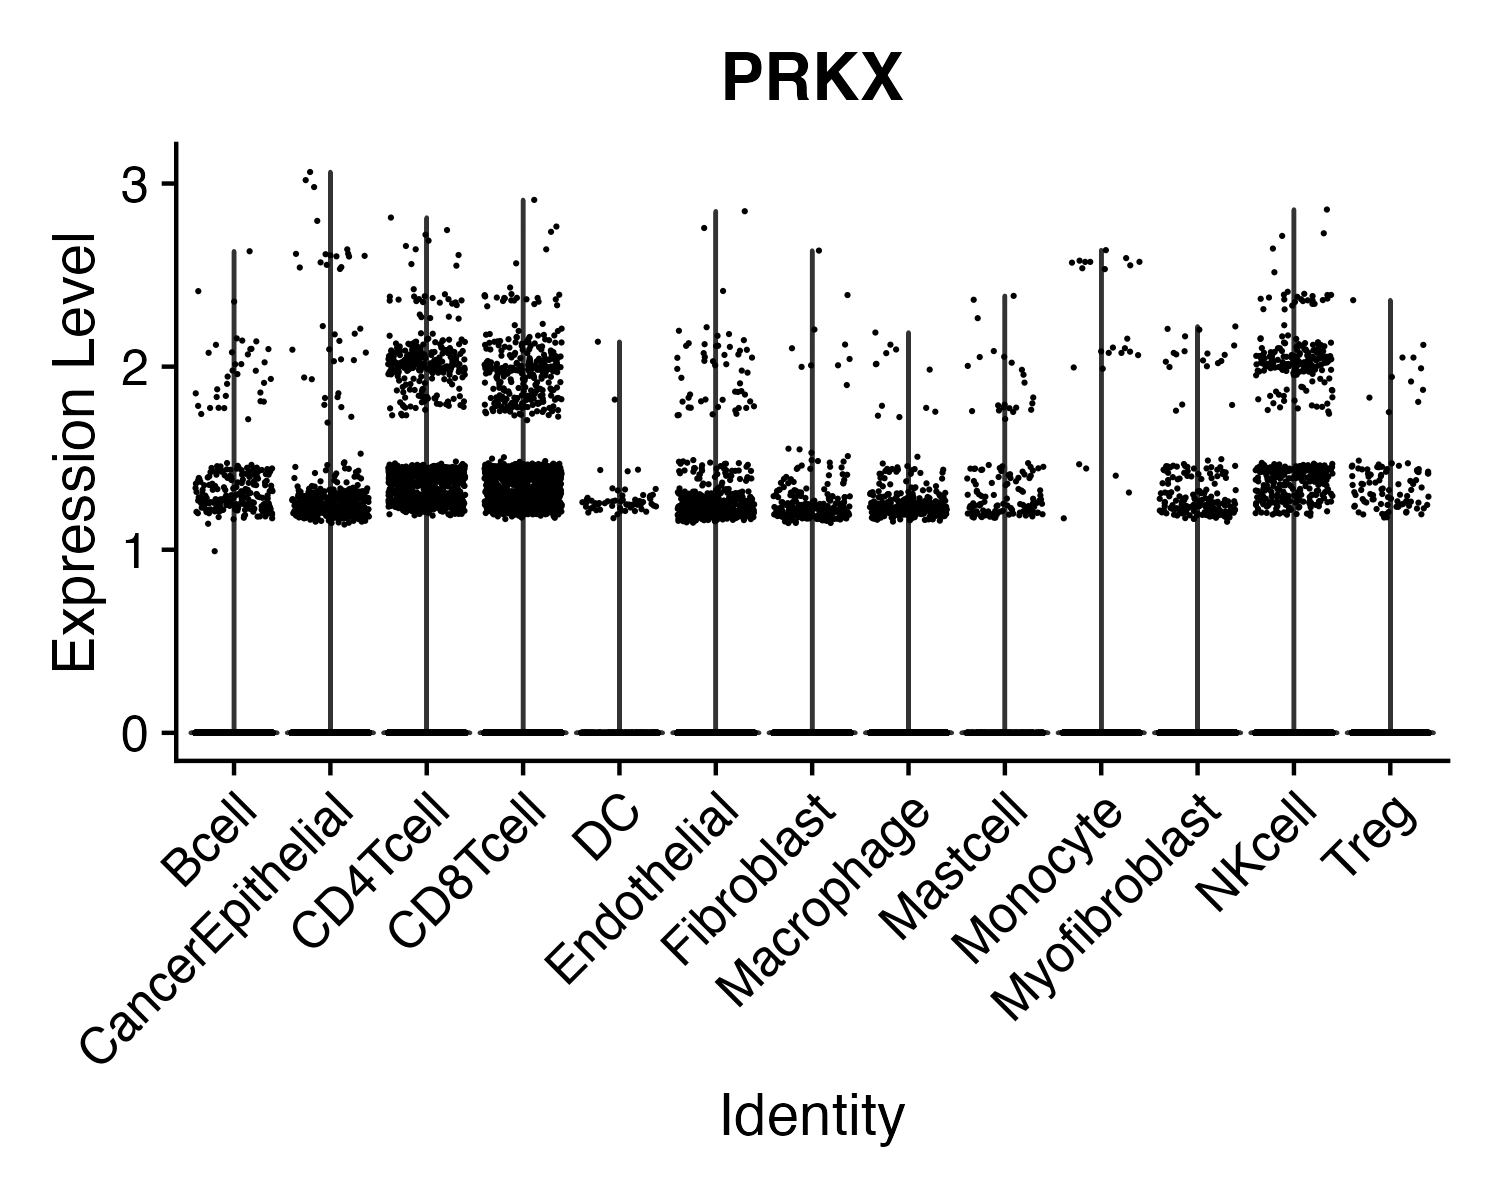 PRKX
Expression Level
3
2
1
0
Bcell
CancerEpithelial
CD4Tcell
CD8Tcell
DC
Endothelial
Fibroblast
Macrophage
Mastcell
Monocyte
Myofibroblast
NKcell
Treg
Identity